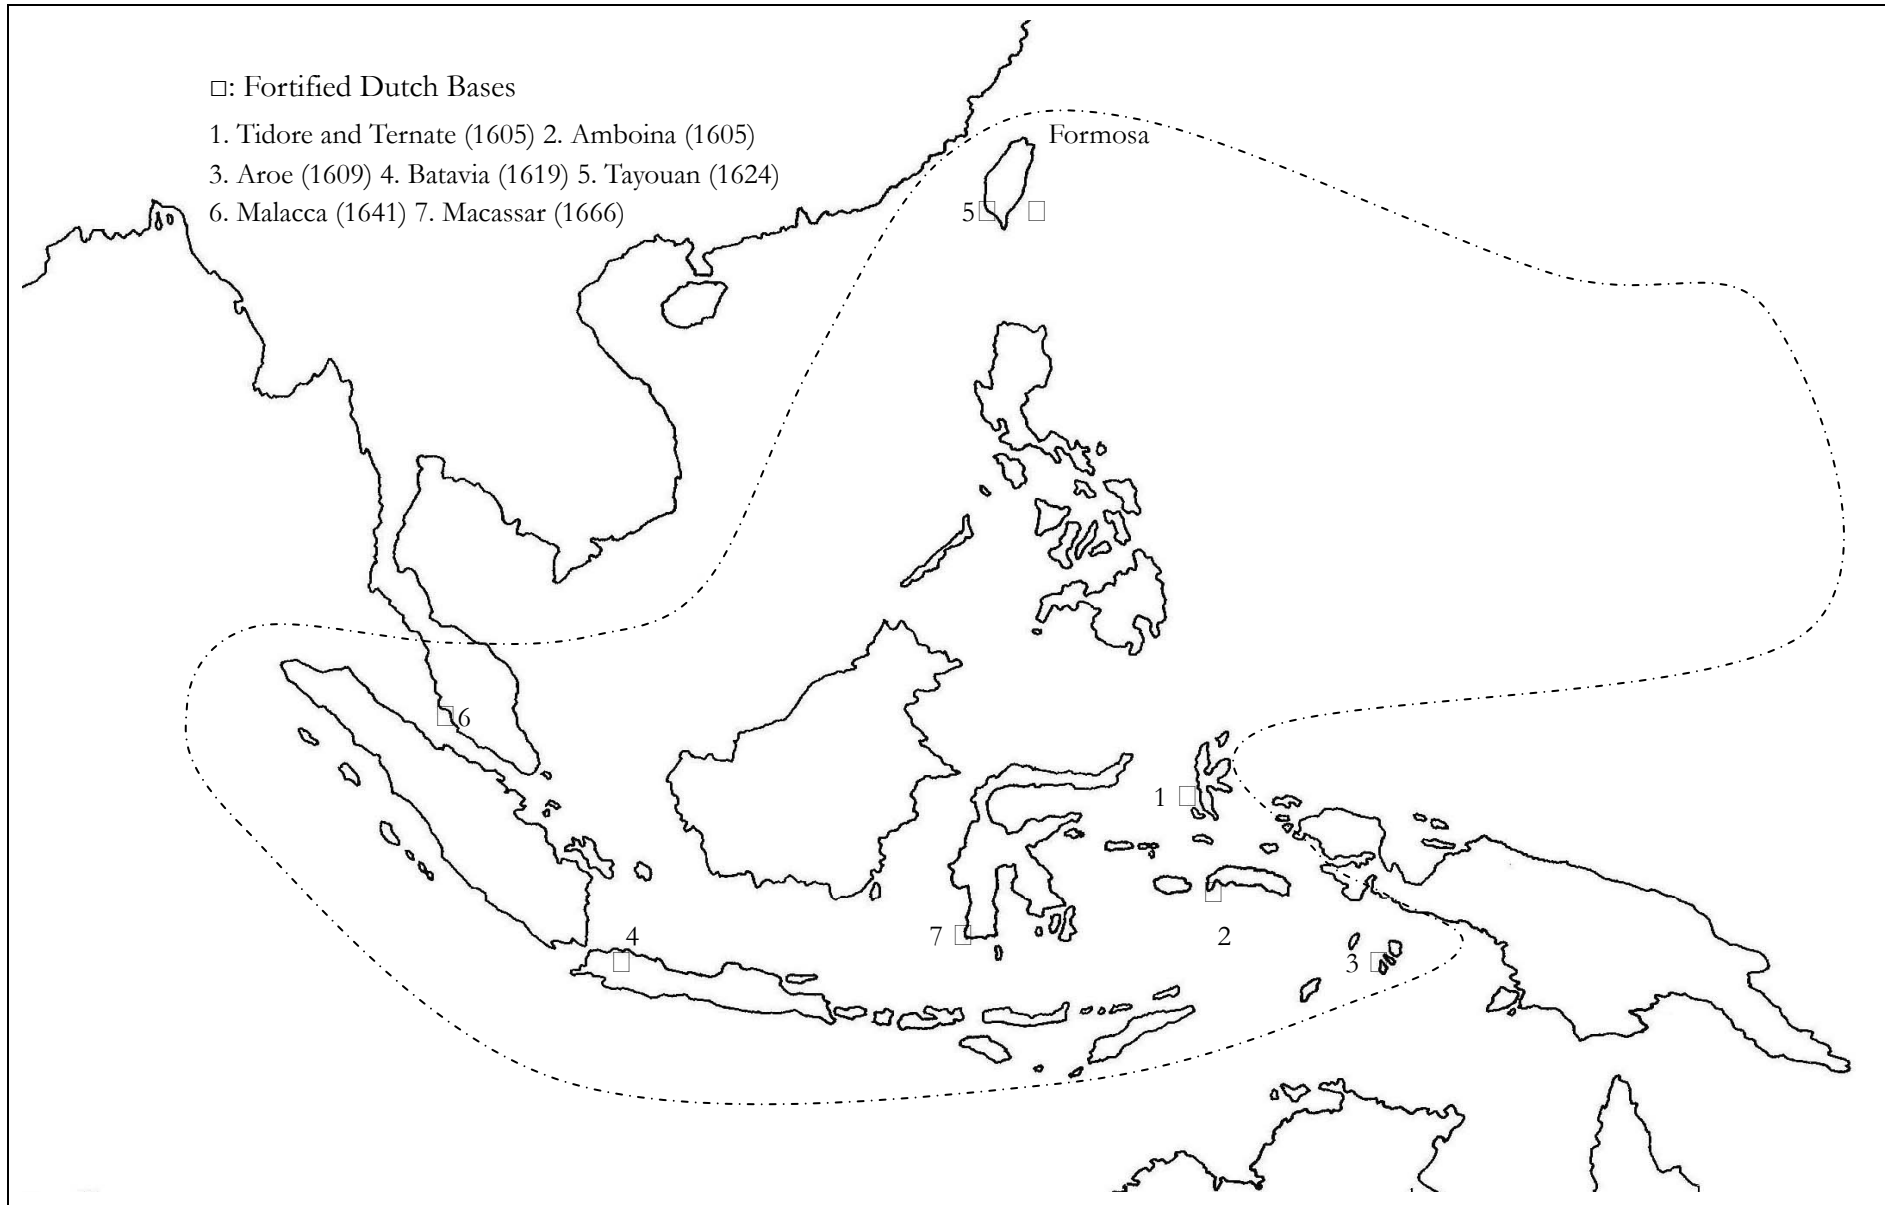 □: Fortified Dutch Bases
1. Tidore and Ternate (1605) 2. Amboina (1605)
3. Aroe (1609) 4. Batavia (1619) 5. Tayouan (1624)
6. Malacca (1641) 7. Macassar (1666)
Formosa
5
6
1
4
7
2
3